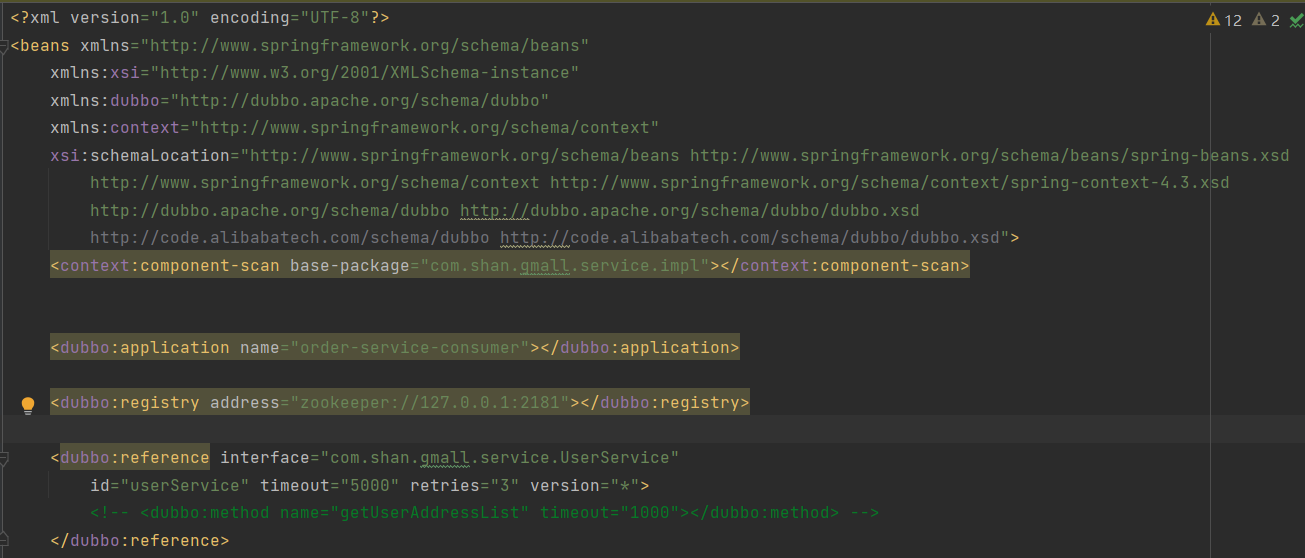 <?xml version="1.0" encoding="UTF-8"?>
12 2
<beans xmlns="http://www.springframework.org/schema/beans"
xmlns:xsi="http://www.w3.org/2001/XMLSchema-instance"
xmlns:dubbo="http://dubbo.apache.org/schema/dubbo"
xmlns:context="http://www.springframework.org/schema/context"
xsi:schemaLocation="http://www.springframework.org/schema/beans http://www.springframework.org/schema/beans/spring-beans.xsd
http://www.springframework.org/schema/context http://www.springframework.org/schema/context/spring-context-4.3.xsd
http://dubbo.apache.org/schema/dubbo http://dubbo.apache.org/schema/dubbo/dubbo.xsd
http://code.alibabatech.com/schema/dubbo http://code.alibabatech.com/schema/dubbo/dubbo.xsd">
<context:component-scan base-package="com.shan.gmall.service.impl"></context:component-scan>
<dubbo:application name="order-service-consumer"></dubbo:application>
<dubbo:registry address="zookeeper://127.0.0.1:2181"></dubbo:registry>
<dubbo:reference interface="com.shan.gmall.service.UserService"
id="userService" timeout="5000" retries="3" version="*">
<!-- <dubbo:method name="getUserAddressList" timeout="1000"></dubbo:method> -->
</dubbo:reference>